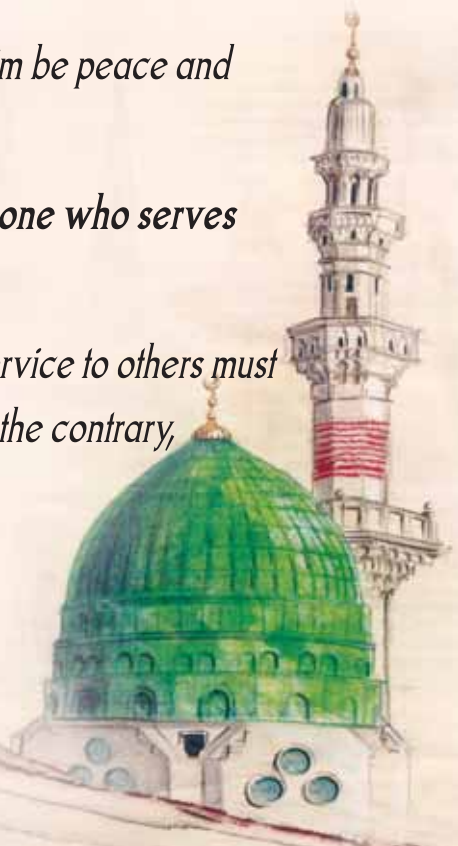 m be peace and
one who serves
rvice to others must
the contrary,